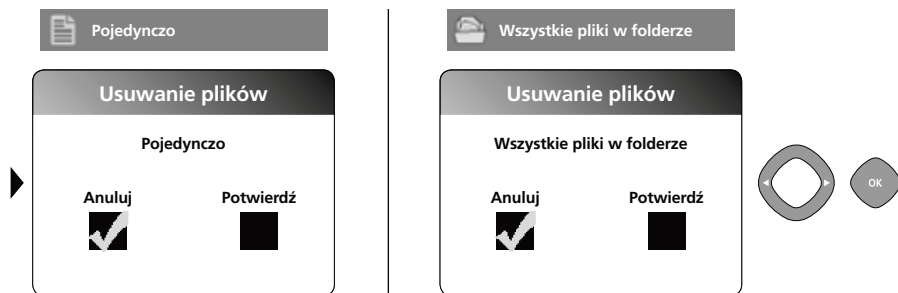 Pojedynczo
Usuwanie plików
Pojedynczo
Anuluj Potwierdź
Wszystkie pliki w folderze
Usuwanie plików
Wszystkie pliki w folderze
Anuluj Potwierdź
OK